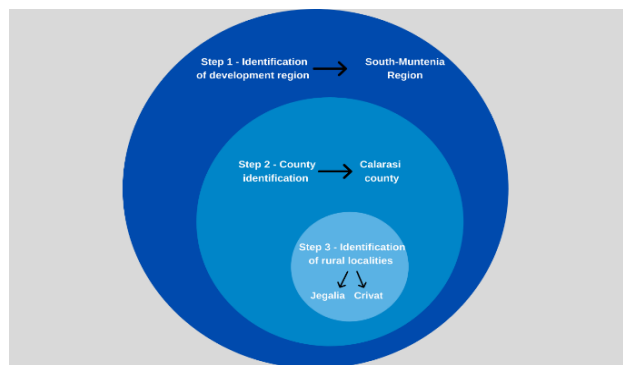 Step 1 - Identification
of development region
South-Muntenia
Region
Step 2 - County
identification
Calarasi
county
Step 3 - Identification
of rural localities
Jegalia
Crivat